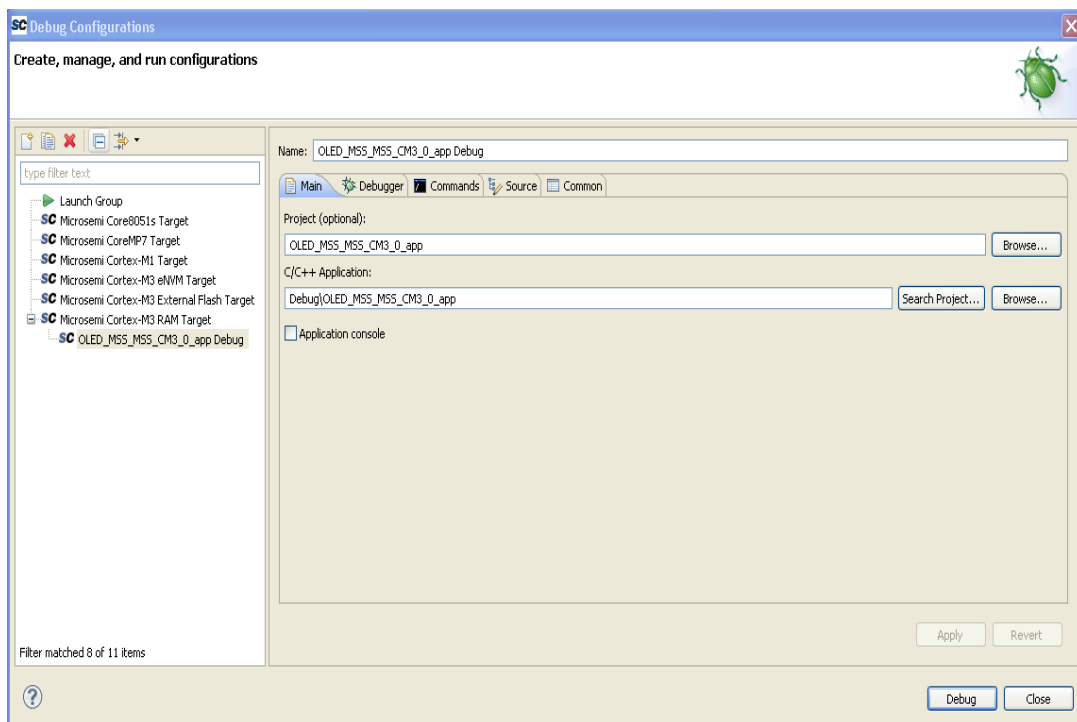 SC Debug Configurations
Create, manage, and run configurations
type filter text
Launch Group
SC Microsemi Core8051s Target
SC Microsemi CoreMP7 Target
SC Microsemi Cortex-M1 Target
SC Microsemi Cortex-M3 eNVM Target
SC Microsemi Cortex-M3 External Flash Target
SC Microsemi Cortex-M3 RAM Target
SC OLED_MSS_MSS_CM3_0_app Debug
Filter matched 8 of 11 items
Name: OLED_MSS_MSS_CM3_0_app Debug
Main Debugger Commands Source Common
Project (optional):
OLED_MSS_MSS_CM3_0_app Browse...
C/C++ Application:
Debug\OLED_MSS_MSS_CM3_0_app Search Project... Browse...
Application console
Apply Revert
? Debug Close